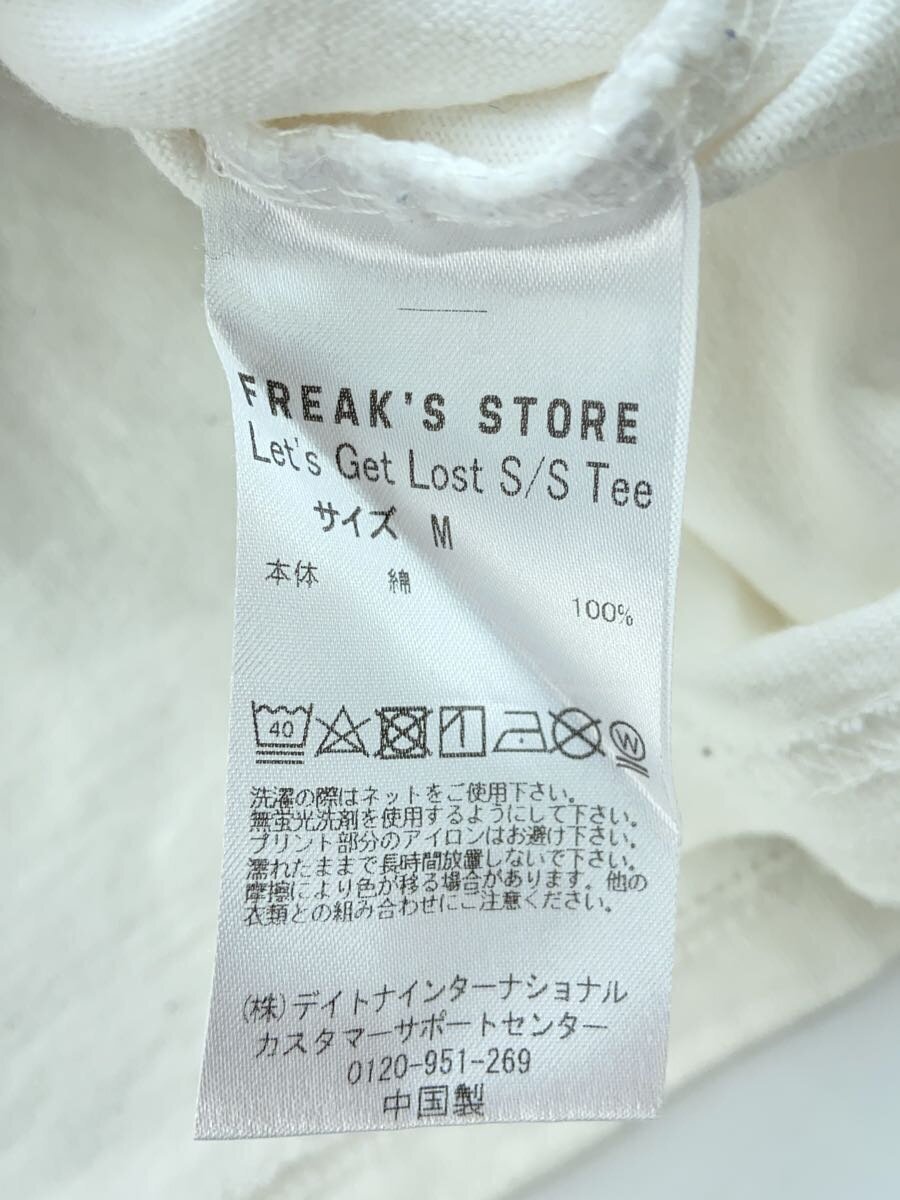 FREAK'S STORE
Let's Get Lost S/S Tee
サイズ M
本体 綿 100%
40 W
洗濯の際はネットをご使用下さい。
無蛍光洗剤を使用するようにして下さい。
プリント部分のアイロンはお避け下さい。
濡れたままで長時間放置しないで下さい。
摩擦により色が移る場合があります。他の
衣類との組み合わせにご注意ください。
(株)デイトナインターナショナル
カスタマーサポートセンター
0120-951-269
中国製